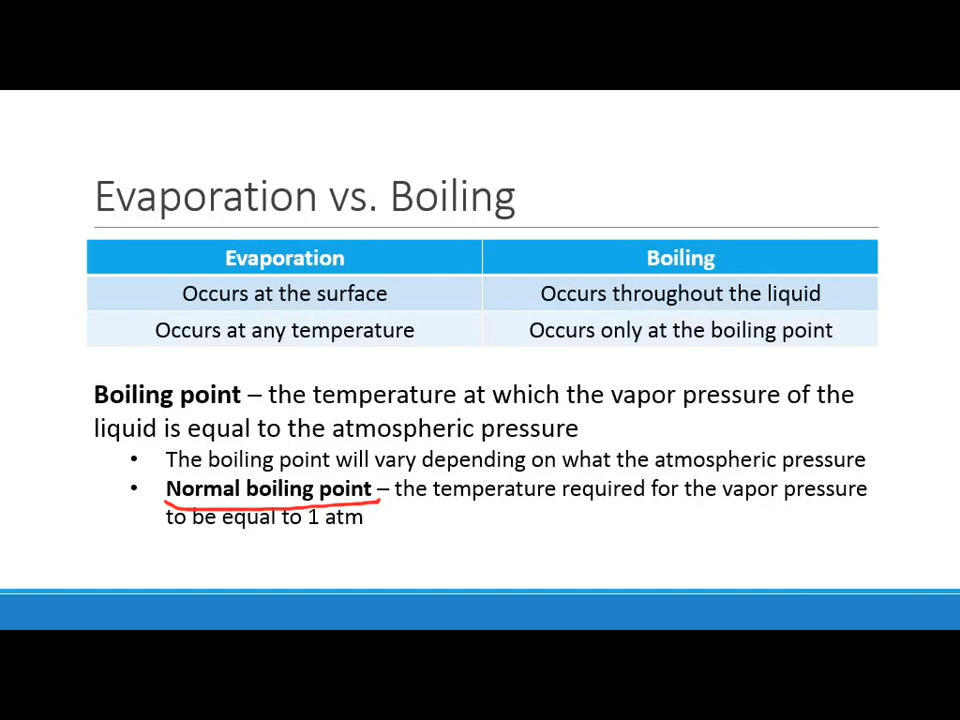 Evaporation vs. Boiling
Evaporation Boiling
Occurs at the surface Occurs throughout the liquid
Occurs at any temperature Occurs only at the boiling point
Boiling point – the temperature at which the vapor pressure of the
liquid is equal to the atmospheric pressure
• The boiling point will vary depending on what the atmospheric pressure
• Normal boiling point – the temperature required for the vapor pressure
to be equal to 1 atm